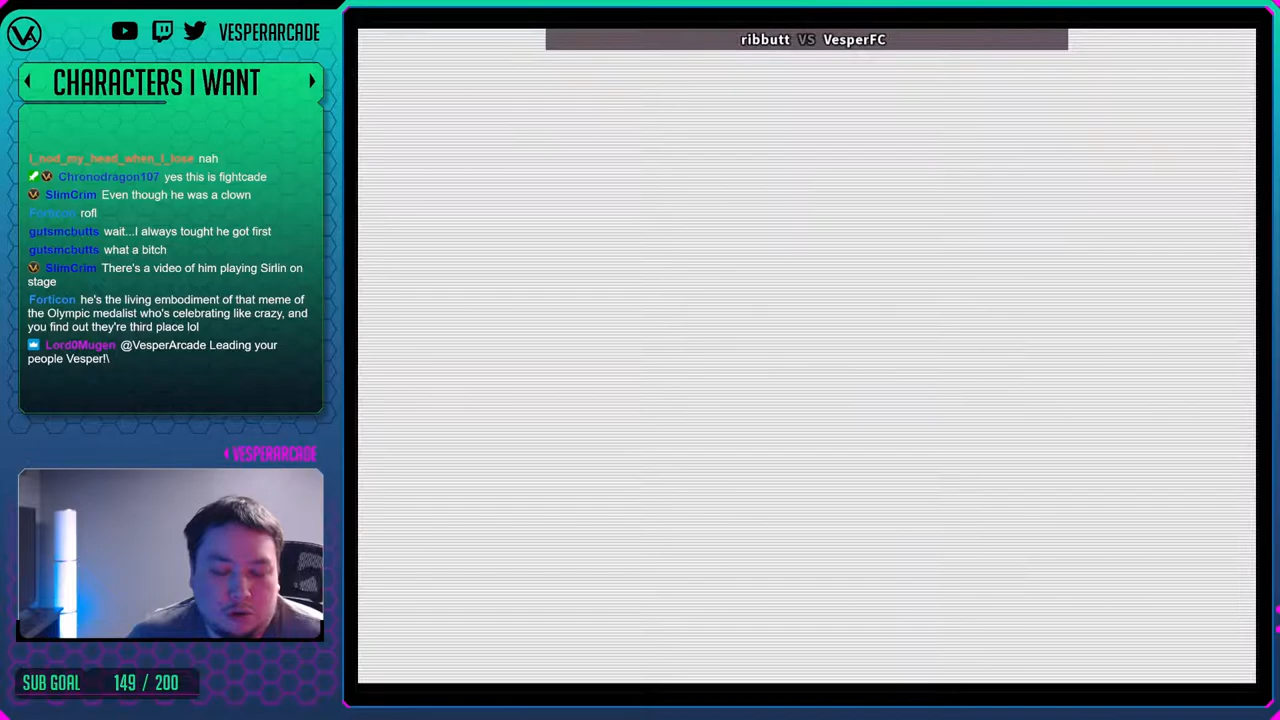 VA VESPERARCADE
CHARACTERS I WANT
I_nod_my_head_when_I_lose nah
Chronodragon107 yes this is fightcade
SlimCrim Even though he was a clown
Forticon rofl
gutsmcbutts wait...I always tought he got first
gutsmcbutts what a bitch
SlimCrim There's a video of him playing Sirlin on
stage
Forticon he's the living embodiment of that meme of
the Olympic medalist who's celebrating like crazy, and
you find out they're third place lol
Lord0Mugen @VesperArcade Leading your
people Vesper!\
VESPERARCADE
SUB GOAL 149 / 200
ribbutt VS VesperFC